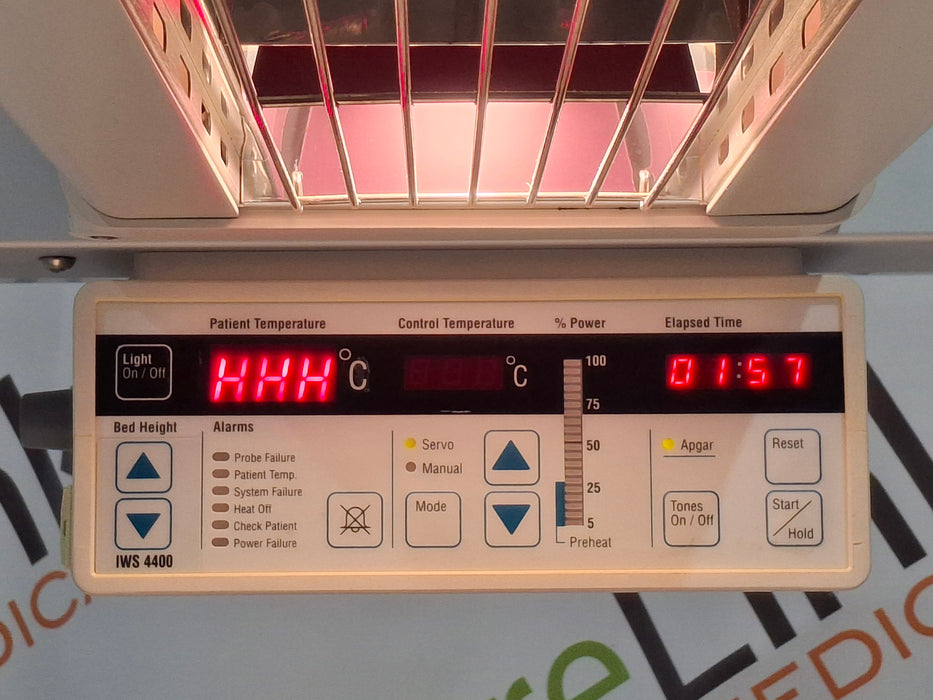 Patient Temperature
Control Temperature
% Power
Elapsed Time
Light
On / Off
HHH °C
°C
100
75
50
25
5
Preheat
01:57
Bed Height
IWS 4400
Alarms
Probe Failure
Patient Temp.
System Failure
Heat Off
Check Patient
Power Failure
Servo
Manual
Mode
Apgar
Tones
On / Off
Reset
Start
Hold